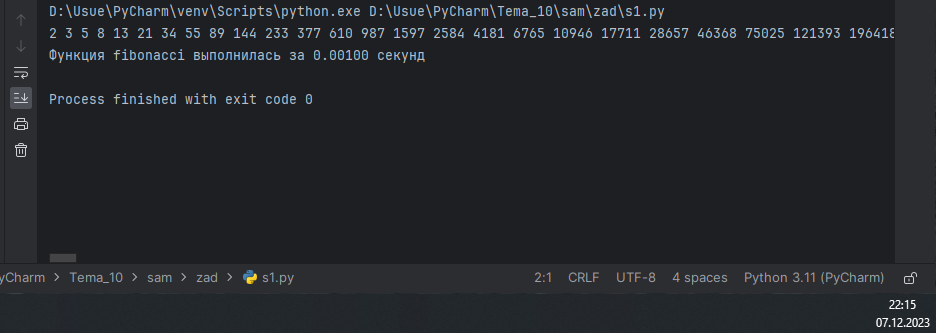 D:\Usue\PyCharm\venv\Scripts\python.exe D:\Usue\PyCharm\Tema_10\sam\zad\s1.py
2 3 5 8 13 21 34 55 89 144 233 377 610 987 1597 2584 4181 6765 10946 17711 28657 46368 75025 121393 196418
Функция fibonacci выполнилась за 0.00100 секунд
Process finished with exit code 0
yCharm > Tema_10 > sam > zad > s1.py 2:1 CRLF UTF-8 4 spaces Python 3.11 (PyCharm)
22:15
07.12.2023